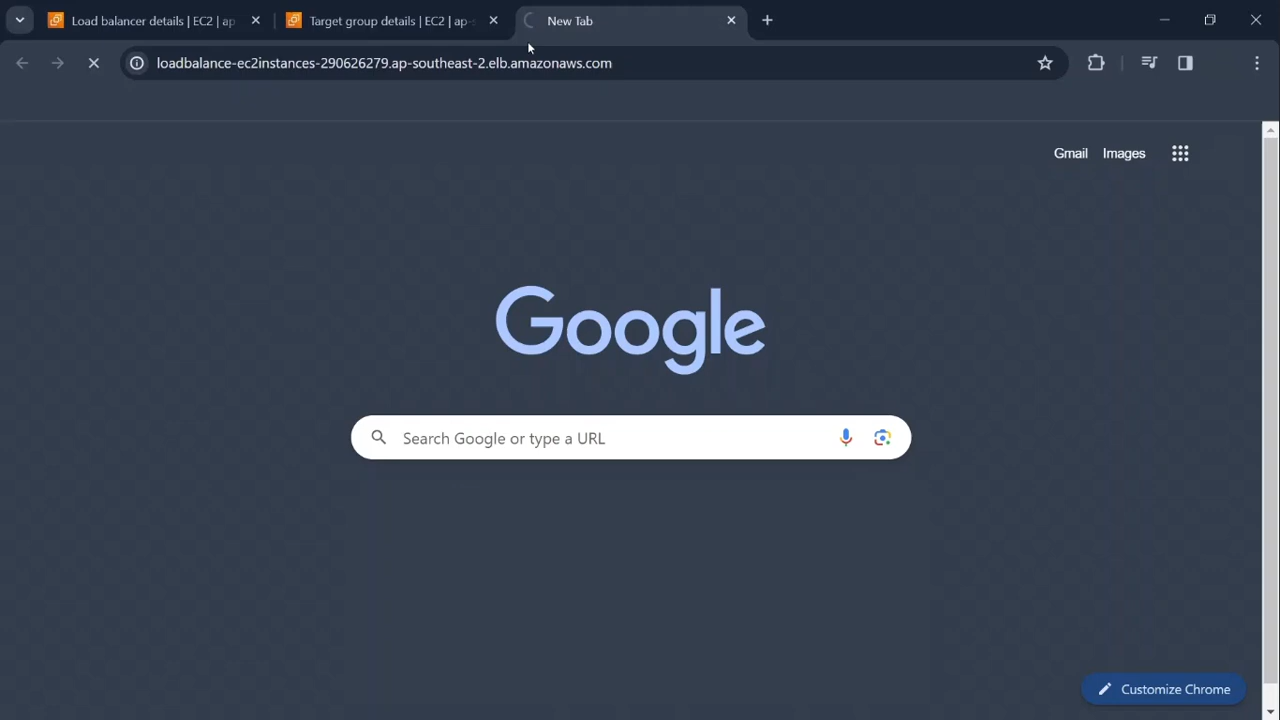 Load balancer details | EC2 | ap
Target group details | EC2 | ap-s
New Tab
loadbalance-ec2instances-290626279.ap-southeast-2.elb.amazonaws.com
Gmail
Images
Google
Search Google or type a URL
Customize Chrome